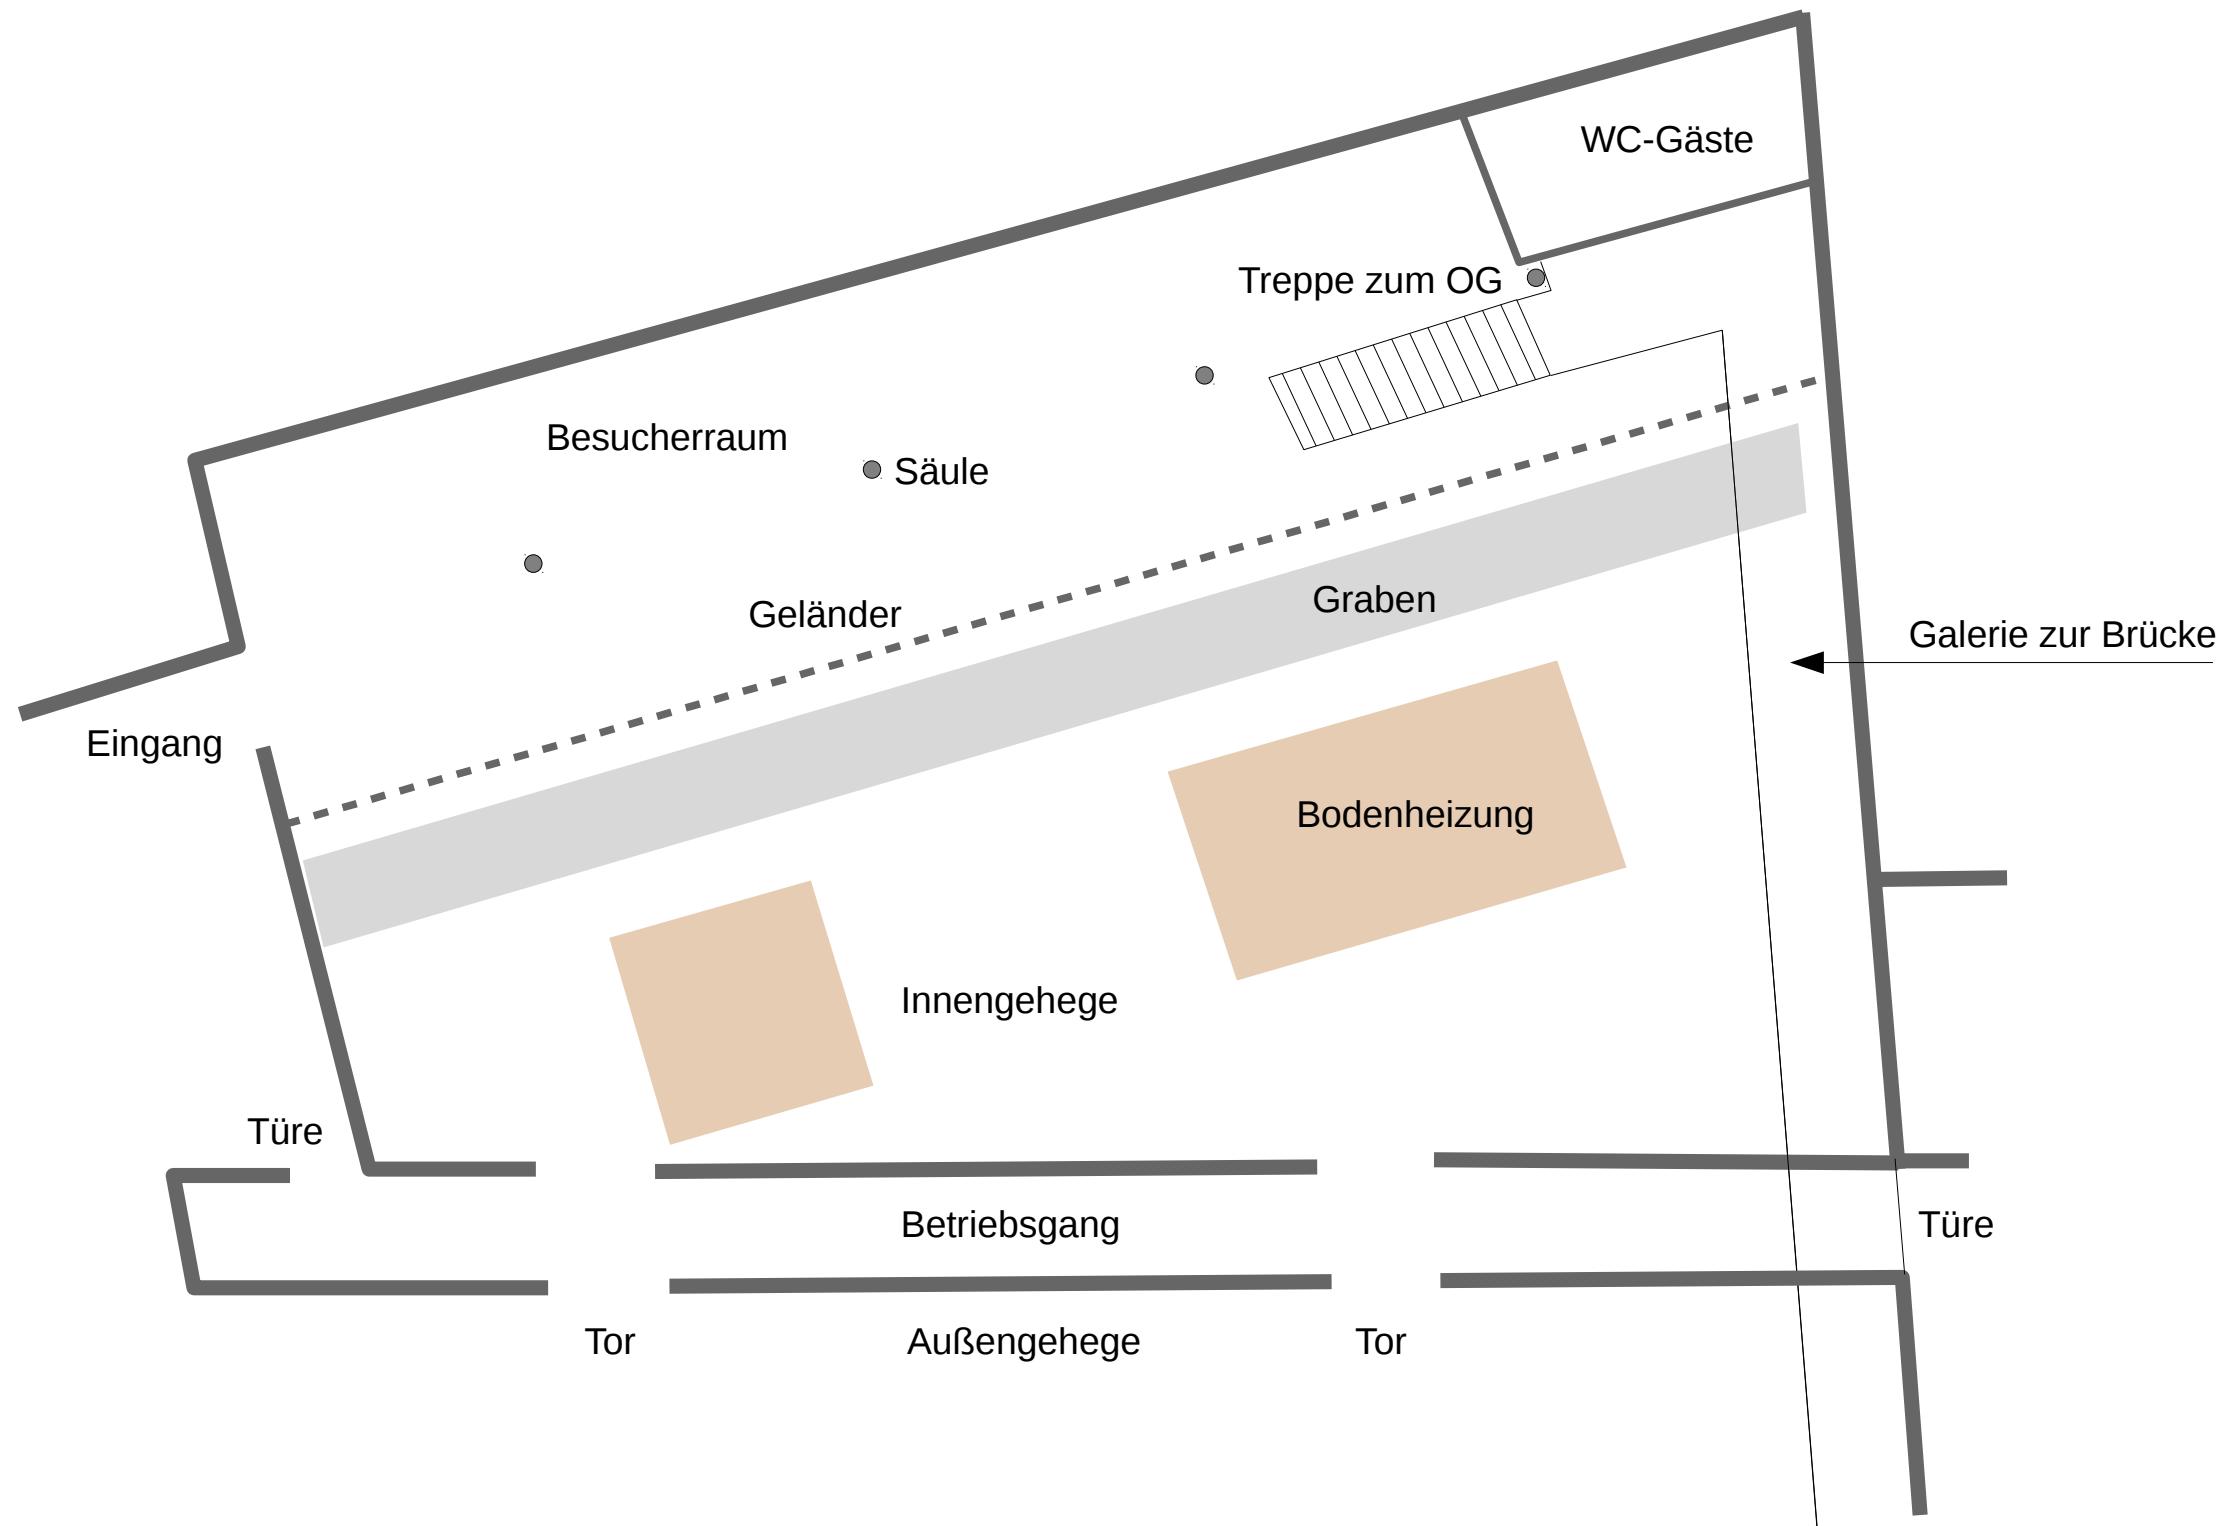 WC-Gäste
Treppe zum OG
Besucherraum
Säule
Geländer
Graben
Galerie zur Brücke
Eingang
Bodenheizung
Innengehege
Türe
Betriebsgang
Türe
Tor
Außengehege
Tor